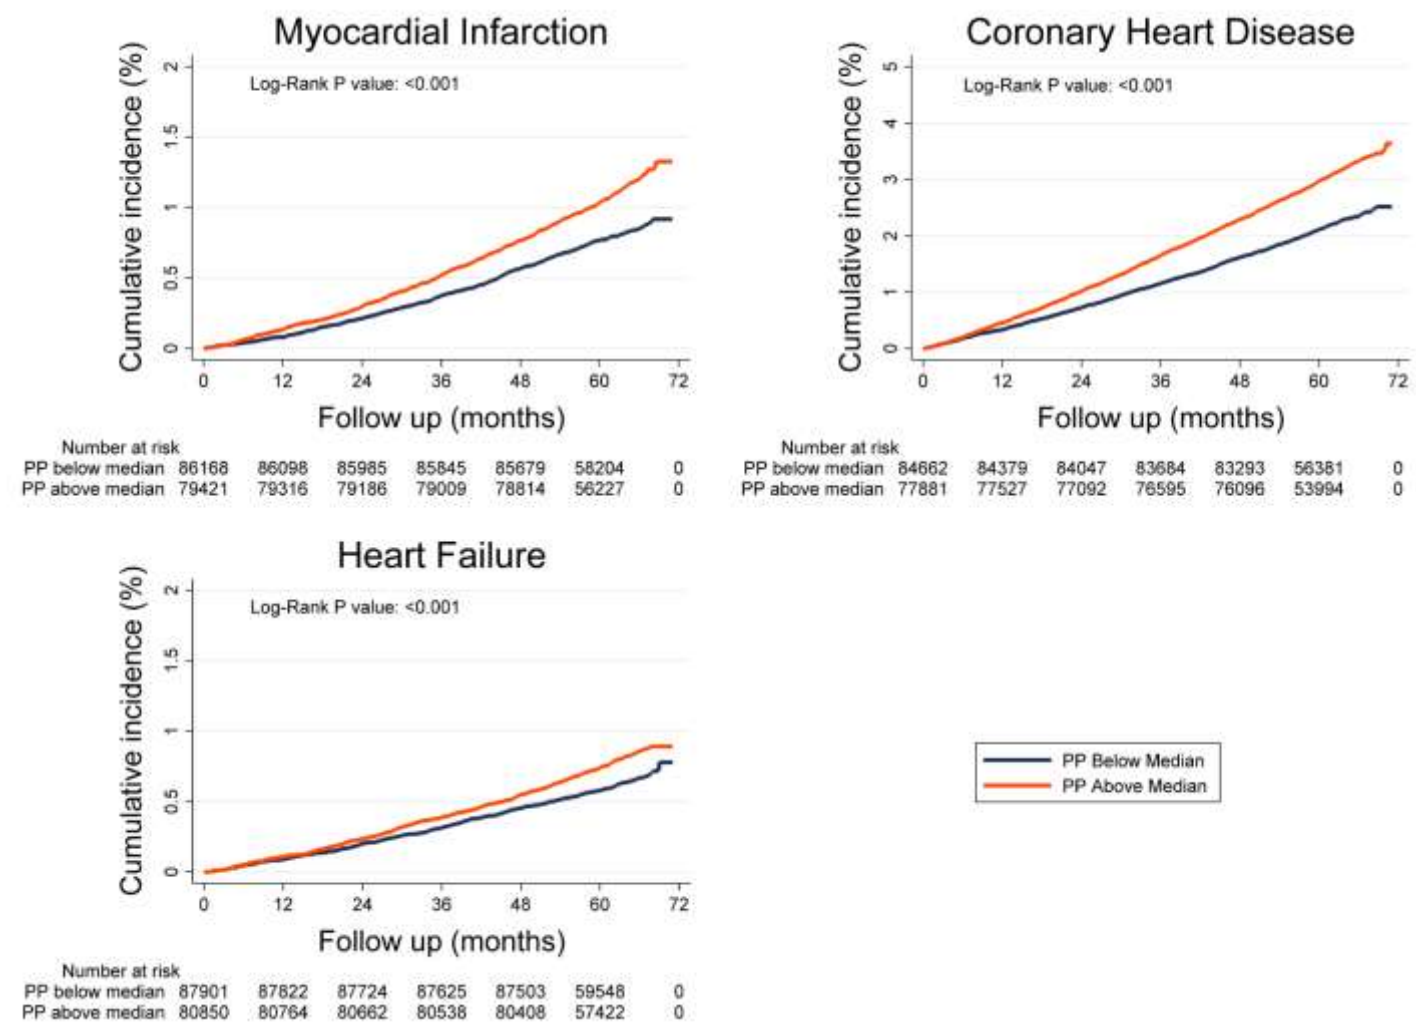 Myocardial Infarction
Log-Rank P value: <0.001
Cumulative incidence (%)
2
1.5
1
0.5
0
0 12 24 36 48 60 72
Follow up (months)
Number at risk
PP below median 86168 86098 85985 85845 85679 58204 0
PP above median 79421 79316 79186 79009 78814 56227 0
Coronary Heart Disease
Log-Rank P value: <0.001
Cumulative incidence (%)
5
4
3
2
1
0
0 12 24 36 48 60 72
Follow up (months)
Number at risk
PP below median 84662 84379 84047 83684 83293 56381 0
PP above median 77881 77527 77092 76595 76096 53994 0
Heart Failure
Log-Rank P value: <0.001
Cumulative incidence (%)
2
1.5
1
0.5
0
0 12 24 36 48 60 72
Follow up (months)
Number at risk
PP below median 87901 87822 87724 87625 87503 59548 0
PP above median 80850 80764 80662 80538 80408 57422 0
PP Below Median
PP Above Median